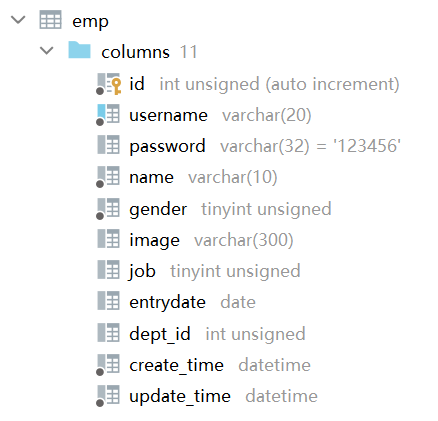 emp
columns 11
id int unsigned (auto increment)
username varchar(20)
password varchar(32) = '123456'
name varchar(10)
gender tinyint unsigned
image varchar(300)
job tinyint unsigned
entrydate date
dept_id int unsigned
create_time datetime
update_time datetime